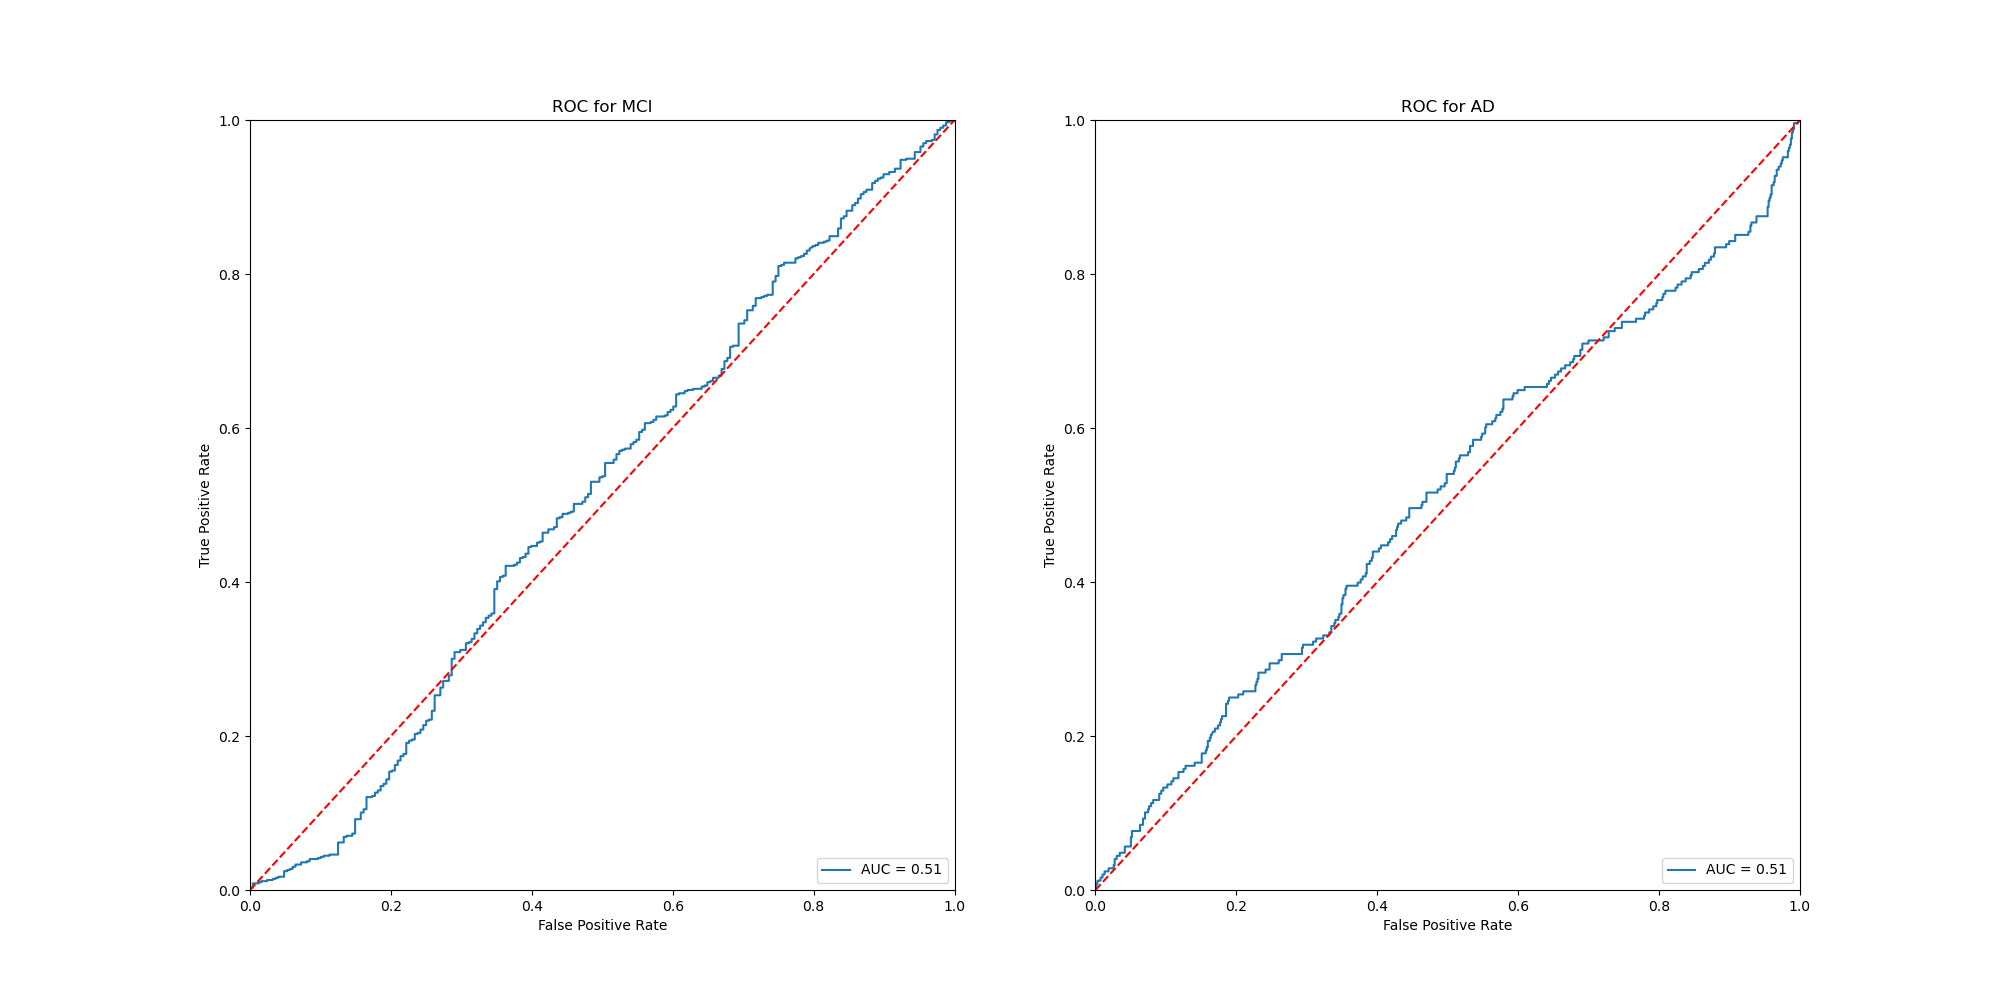 ROC for MCI
1.0
0.8
0.6
0.4
0.2
0.0
True Positive Rate
AUC = 0.51
0.0 0.2 0.4 0.6 0.8 1.0
False Positive Rate
ROC for AD
1.0
0.8
0.6
0.4
0.2
0.0
True Positive Rate
AUC = 0.51
0.0 0.2 0.4 0.6 0.8 1.0
False Positive Rate